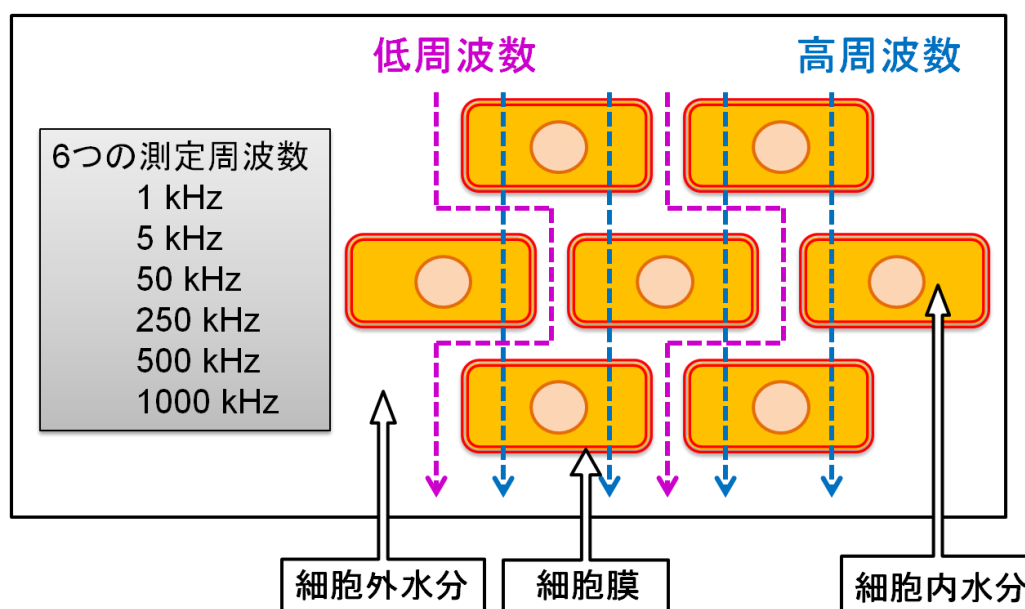 低周波数
高周波数
6つの測定周波数
1 kHz
5 kHz
50 kHz
250 kHz
500 kHz
1000 kHz
細胞外水分
細胞膜
細胞内水分